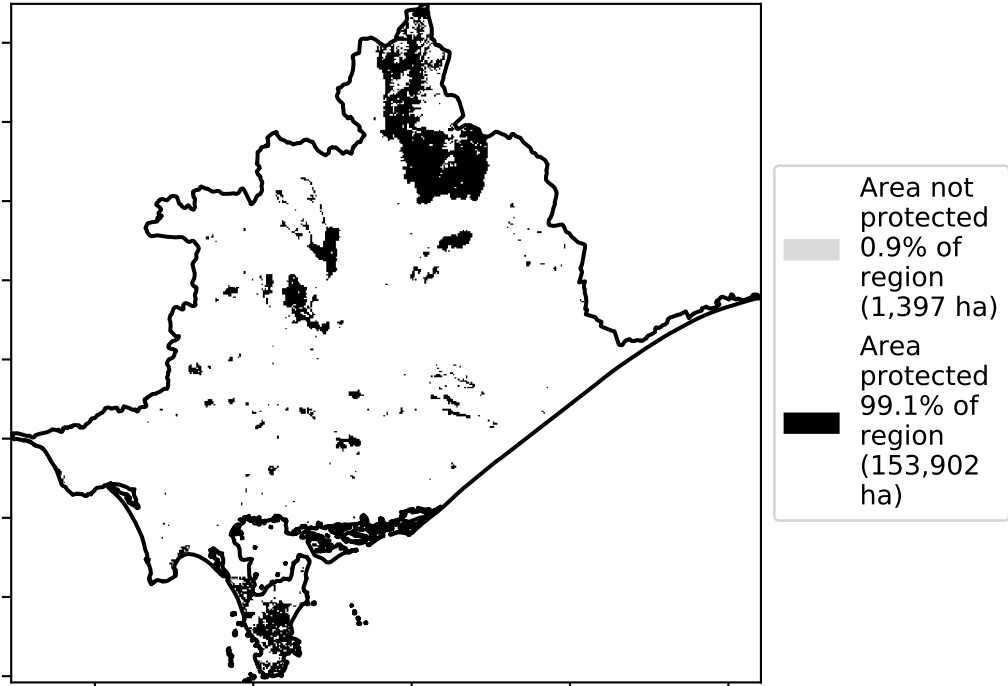 Area not
protected
0.9% of
region
(1,397 ha)
Area
protected
99.1% of
region
(153,902
ha)